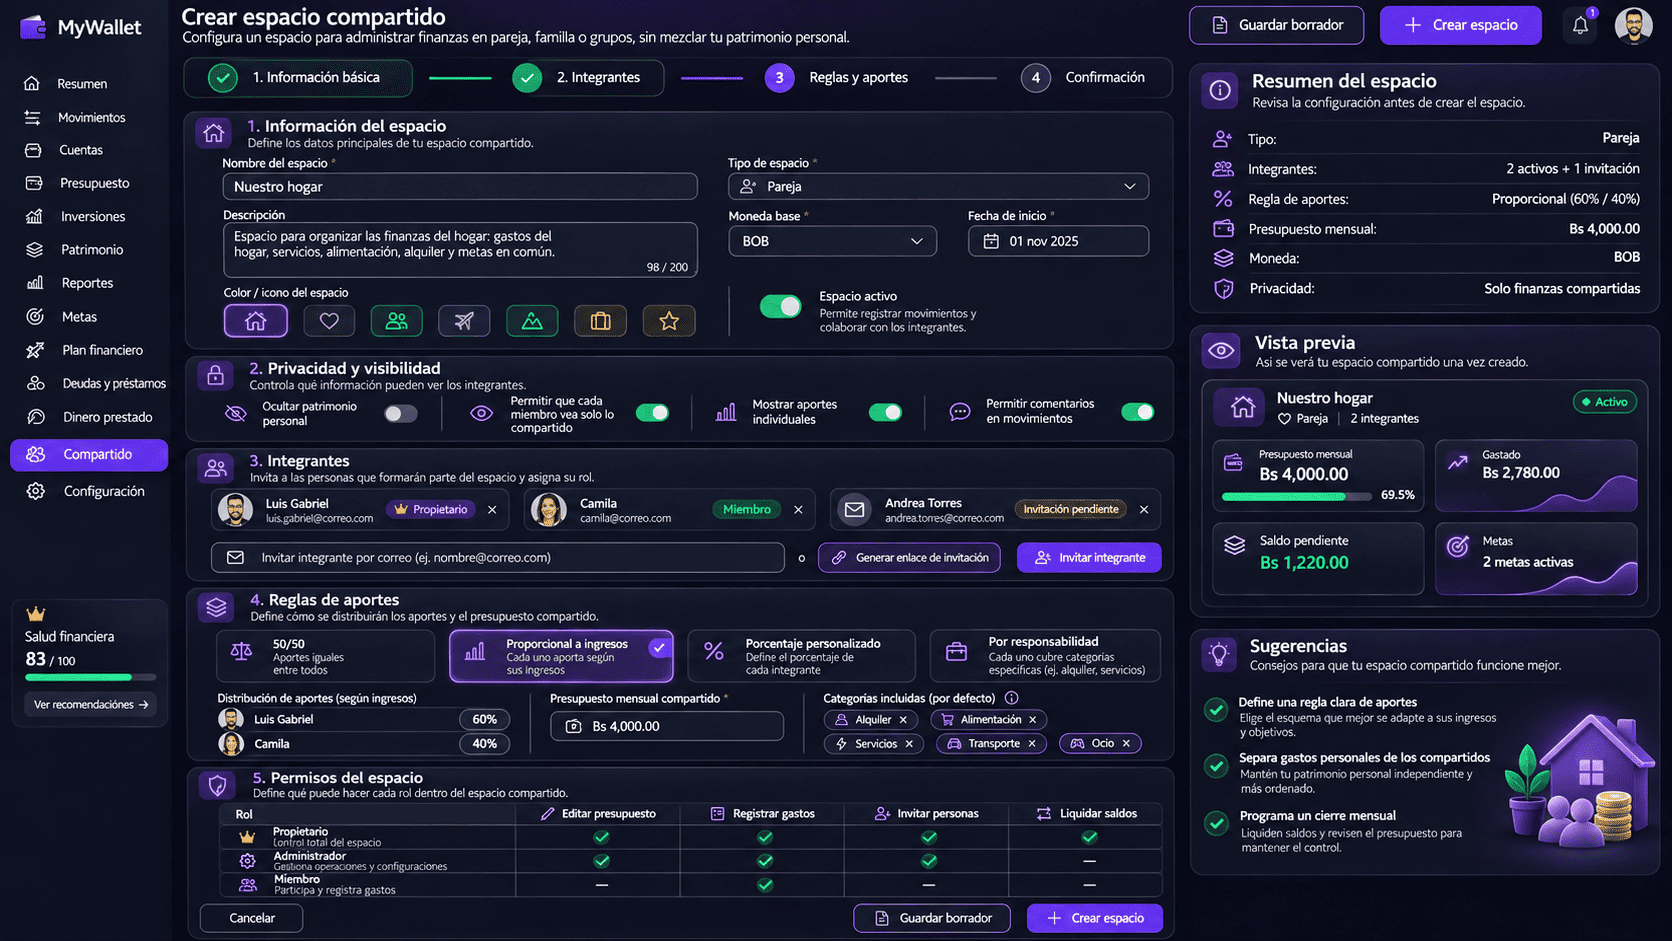 MyWallet
Resumen
Movimientos
Cuentas
Presupuesto
Inversiones
Patrimonio
Reportes
Metas
Plan financiero
Deudas y préstamos
Dinero prestado
Compartido
Configuración
Salud financiera
83 / 100
Ver recomendaciónes →
Crear espacio compartido
Configura un espacio para administrar finanzas en pareja, familla o grupos, sin mezclar tu patrimonio personal.
Guardar borrador
+ Crear espacio
1
1. Información básica
2. Integrantes
3 Reglas y aportes
4 Confirmación
1. Información del espacio
Define los datos principales de tu espacio compartido.
Nombre del espacio *
Nuestro hogar
Tipo de espacio *
Pareja
Descripción
Espacio para organizar las finanzas del hogar: gastos del
hogar, servicios, alimentación, alquiler y metas en común.
98 / 200
Moneda base *
BOB
Fecha de inicio *
01 nov 2025
Color / icono del espacio
Espacio activo
Permite registrar movimientos y
colaborar con los integrantes.
2. Privacidad y visibilidad
Controla qué información pueden ver los integrantes.
Ocultar patrimonio
personal
Permitir que cada
miembro vea solo lo
compartido
Mostrar aportes
individuales
Permitir comentarios
en movimientos
3. Integrantes
Invita a las personas que formarán parte del espacio y asigna su rol.
Luis Gabriel
luis.gabriel@correo.com
Propietario ×
Camila
camila@correo.com
Miembro ×
Andrea Torres
andrea.torres@correo.com
Invitación pendiente ×
Invitar integrante por correo (ej. nombre@correo.com)
o
Generar enlace de invitación
Invitar integrante
4. Reglas de aportes
Define cómo se distribuirán los aportes y el presupuesto compartido.
50/50
Aportes iguales
entre todos
Proporcional a ingresos
Cada uno aporta según
sus ingresos
Porcentaje personalizado
Define el porcentaje de
cada integrante
Por responsabilidad
Cada uno cubre categorías
específicas (ej. alquiler, servicios)
Distribución de aportes (según ingresos)
Luis Gabriel 60%
Camila 40%
Presupuesto mensual compartido *
Bs 4,000.00
Categorías incluidas (por defecto)
Alquiler ×
Alimentación ×
Servicios ×
Transporte ×
Ocio ×
5. Permisos del espacio
Define qué puede hacer cada rol dentro del espacio compartido.
Rol Editar presupuesto Registrar gastos Invitar personas Liquidar saldos
Propietario
Control total del espacio
Administrador
Gestiona operaciones y configuraciones
—
Miembro
Participa y registra gastos
— — —
Cancelar
Guardar borrador
+ Crear espacio
Resumen del espacio
Revisa la configuración antes de crear el espacio.
Tipo: Pareja
Integrantes: 2 activos + 1 invitación
Regla de aportes: Proporcional (60% / 40%)
Presupuesto mensual: Bs 4,000.00
Moneda: BOB
Privacidad: Solo finanzas compartidas
Vista previa
Asi se verá tu espacio compartido una vez creado.
Nuestro hogar
Pareja | 2 integrantes
Activo
Presupuesto mensual
Bs 4,000.00
69.5%
Gastado
Bs 2,780.00
Saldo pendiente
Bs 1,220.00
Metas
2 metas activas
Sugerencias
Consejos para que tu espacio compartido funcione mejor.
Define una regla clara de aportes
Elige el esquema que mejor se adapte a sus ingresos
y objetivos.
Separa gastos personales de los compartidos
Mantén tu patrimonio personal independiente y
más ordenado.
Programa un cierre mensual
Liquiden saldos y revisen el presupuesto para
mantener el control.